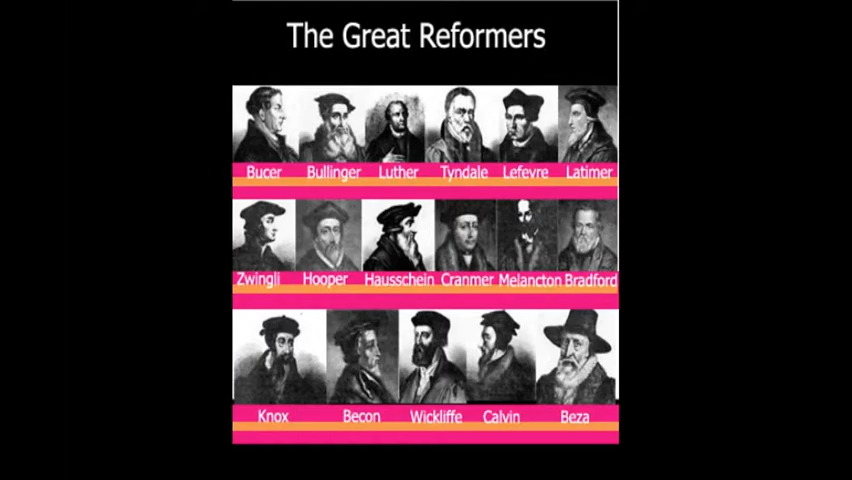 The Great Reformers
Bucer Bullinger Luther Tyndale Lefevre Latimer
Zwingli Hooper Hausschein Cranmer Melancton Bradford
Knox Becon Wickliffe Calvin Beza